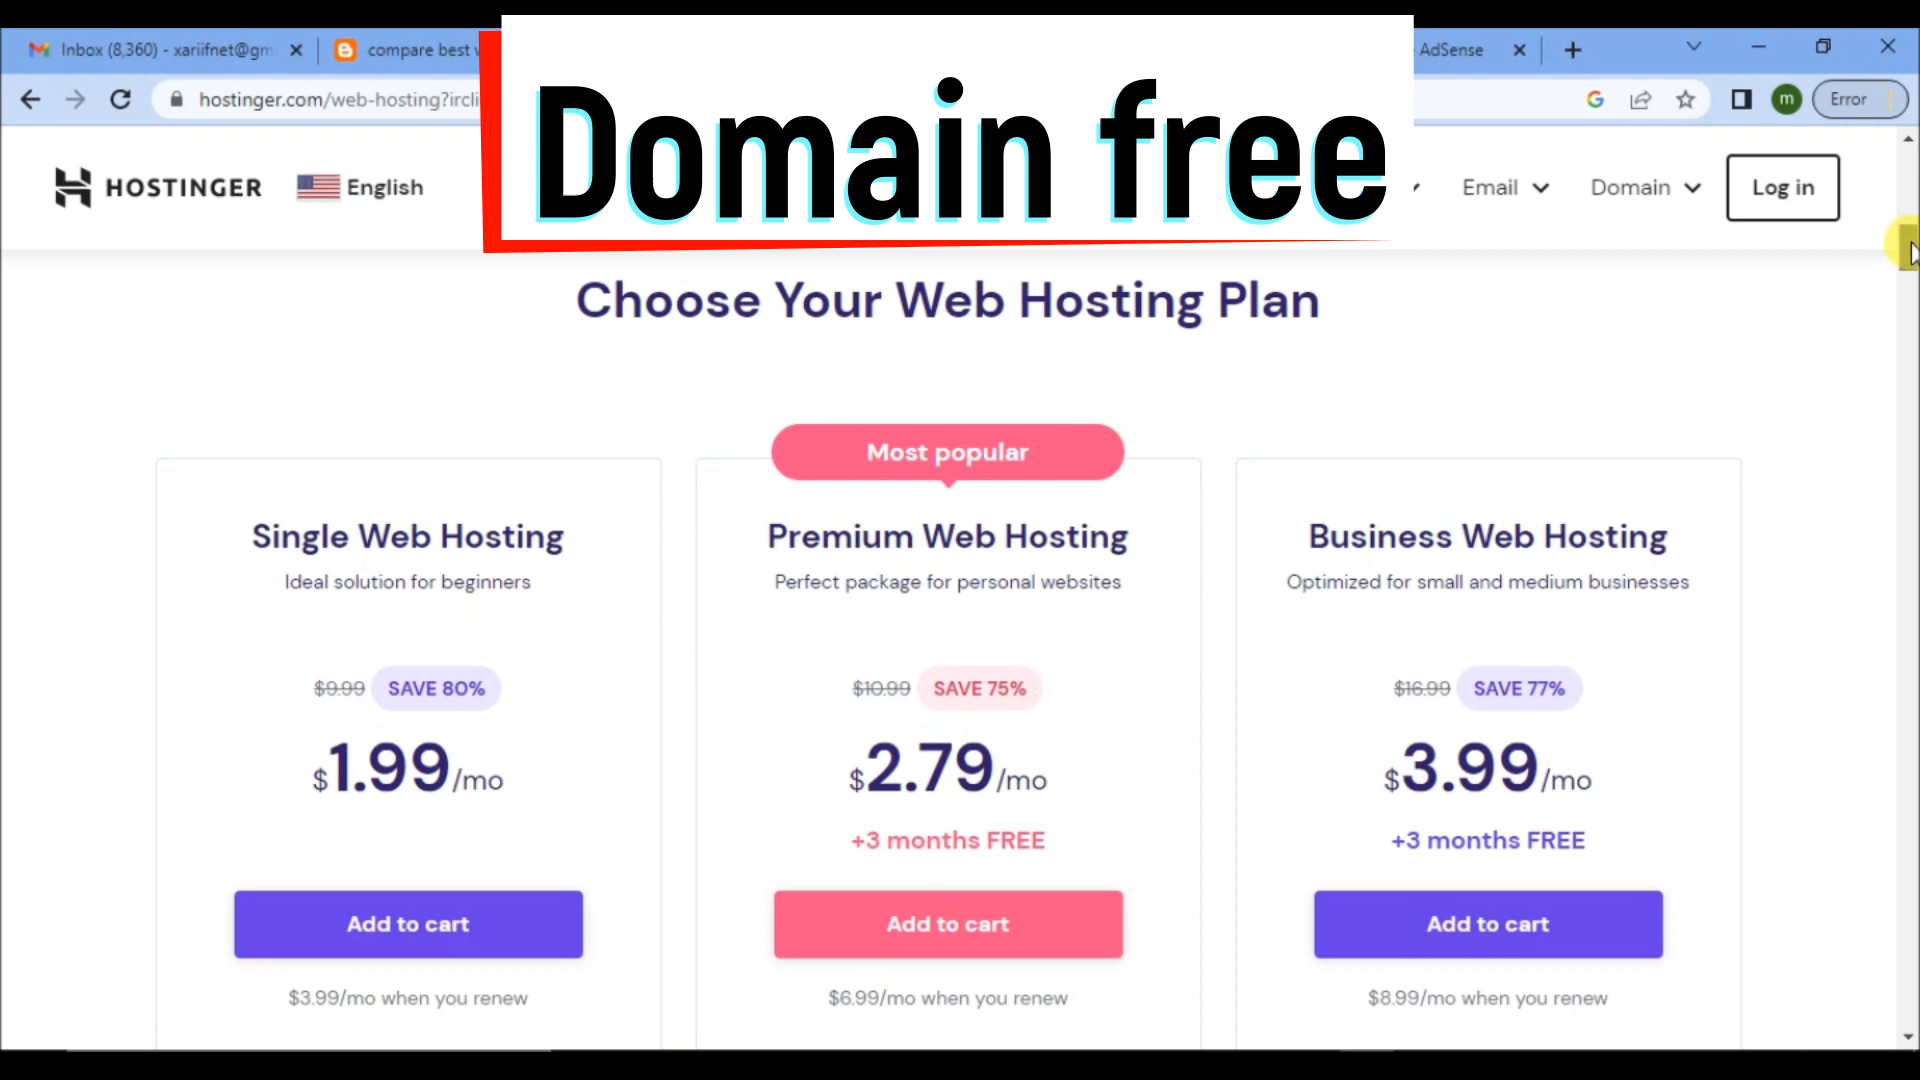 Inbox (8,360) - xariifnet@gm
compare best
AdSense
hostinger.com/web-hosting?ircli
m
Error
Domain free
HOSTINGER
English
Email
Domain
Log in
Choose Your Web Hosting Plan
Most popular
Single Web Hosting
Ideal solution for beginners
$9.99 SAVE 80%
$1.99/mo
Add to cart
$3.99/mo when you renew
Premium Web Hosting
Perfect package for personal websites
$10.99 SAVE 75%
$2.79/mo
+3 months FREE
Add to cart
$6.99/mo when you renew
Business Web Hosting
Optimized for small and medium businesses
$16.99 SAVE 77%
$3.99/mo
+3 months FREE
Add to cart
$8.99/mo when you renew